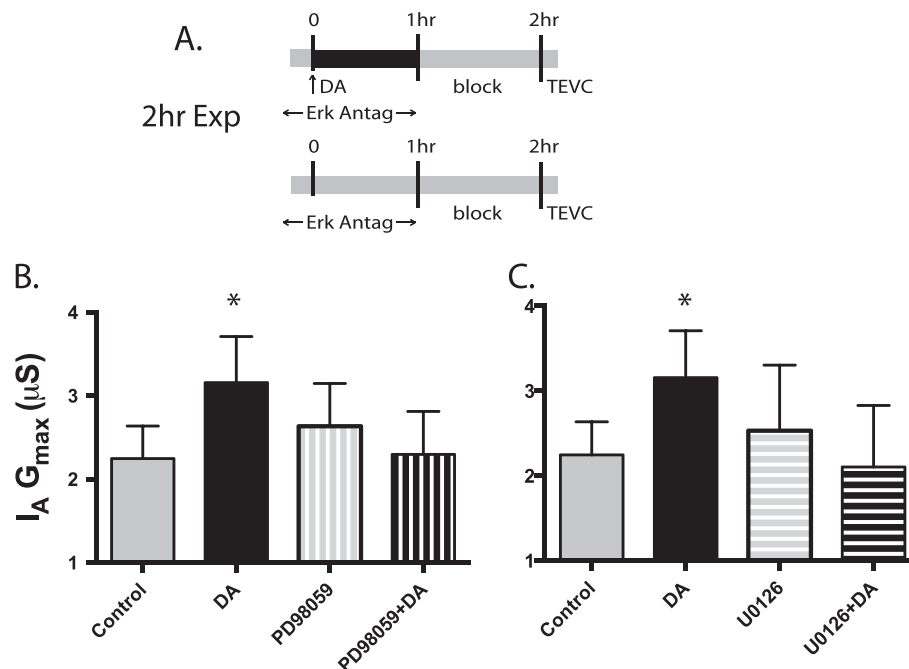 A.
0 1hr 2hr
↑DA block TEVC
←Erk Antag→
2hr Exp
0 1hr 2hr
block TEVC
←Erk Antag→
B.
*
4
3
2
1
I_A G_max (μS)
Control DA PD98059 PD98059+DA
C.
*
4
3
2
1
Control DA U0126 U0126+DA